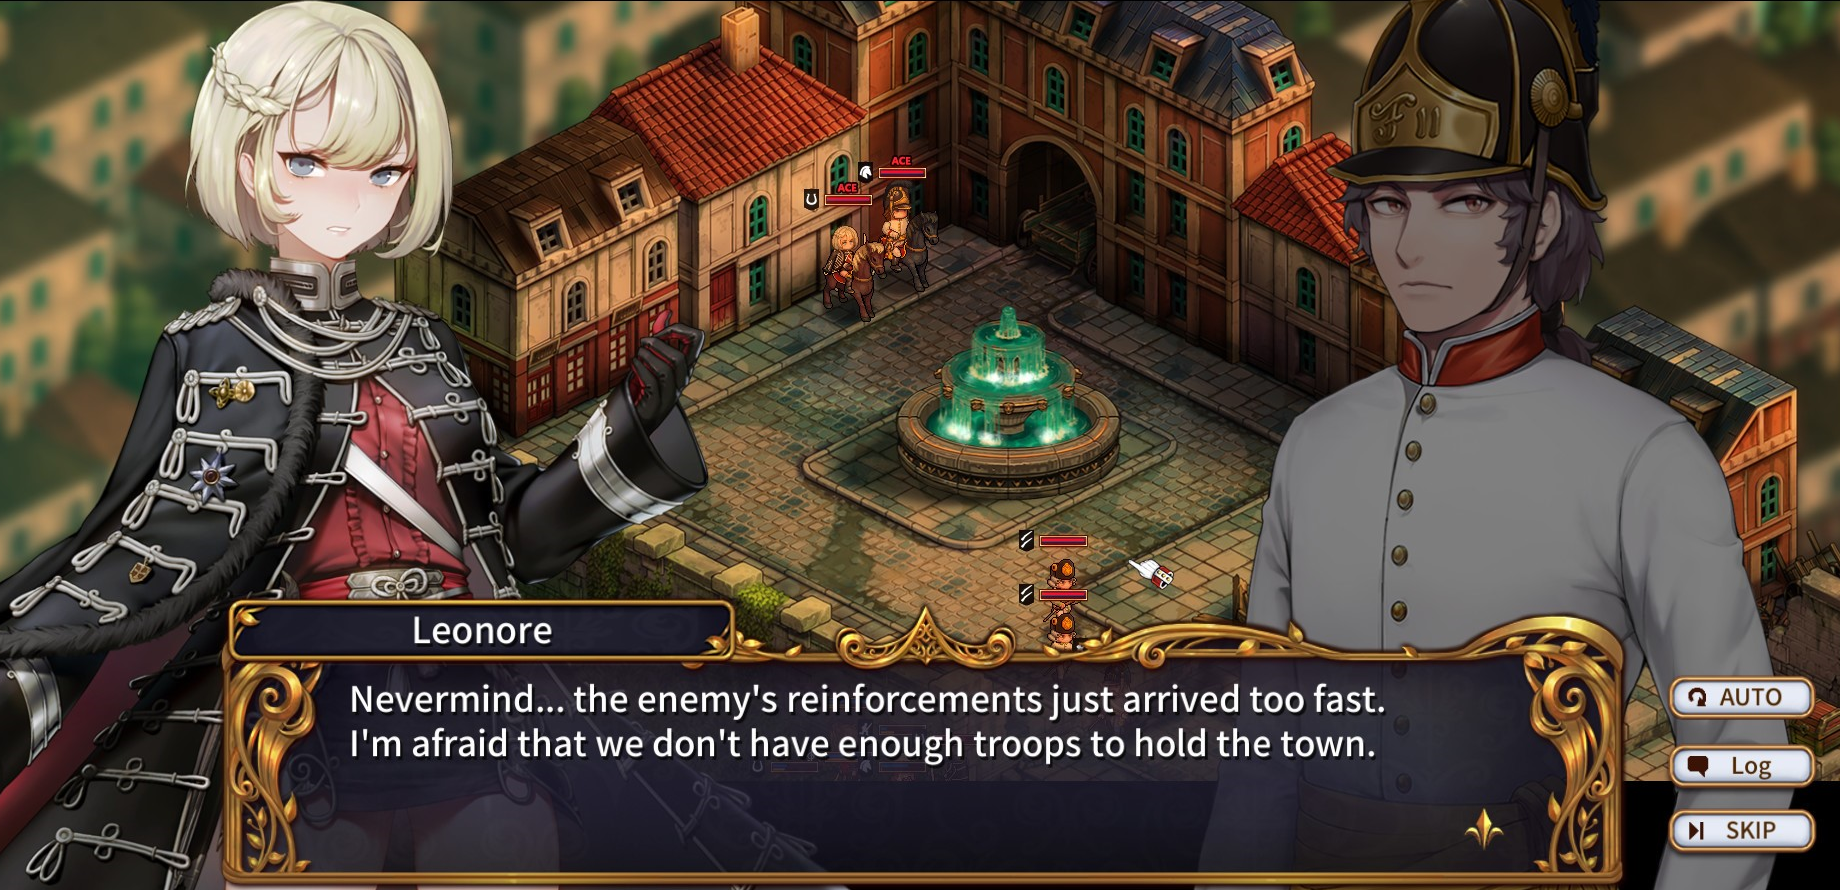 ACE
ACE
F II
Leonore
Nevermind... the enemy's reinforcements just arrived too fast.
I'm afraid that we don't have enough troops to hold the town.
AUTO
Log
SKIP